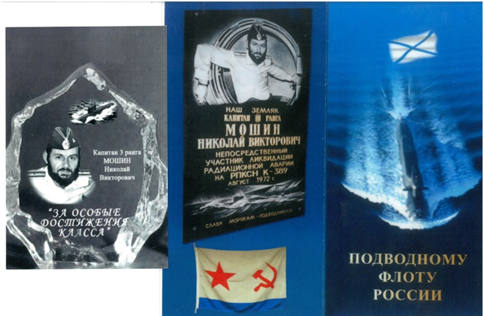 Капитан 3 ранга
МОШИН
Николай
Викторович
"ЗА ОСОБЫЕ
ДОСТИЖЕНИЯ
КЛАССА"
НАШ ЗЕМЛЯК
КАПИТАН III РАНГА
МОШИН
НИКОЛАЙ ВИКТОРОВИЧ
НЕПОСРЕДСТВЕННЫЙ
УЧАСТНИК ЛИКВИДАЦИИ
РАДИАЦИОННОЙ АВАРИИ
НА РПКСН К-389
АВГУСТ 1972 г.
СЛАВА МОРЯКАМ-ПОДВОДНИКАМ
ПОДВОДНОМУ
ФЛОТУ
РОССИИ